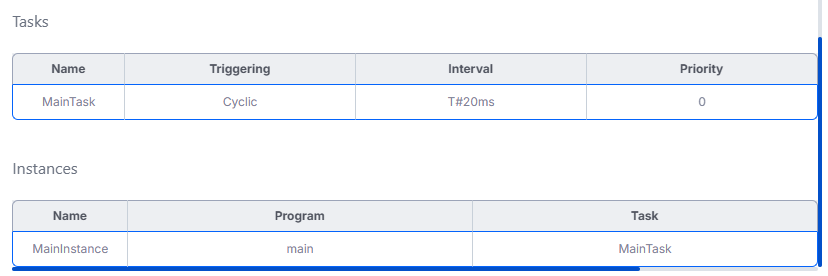 Tasks
Name Triggering Interval Priority
MainTask Cyclic T#20ms 0
Instances
Name Program Task
MainInstance main MainTask